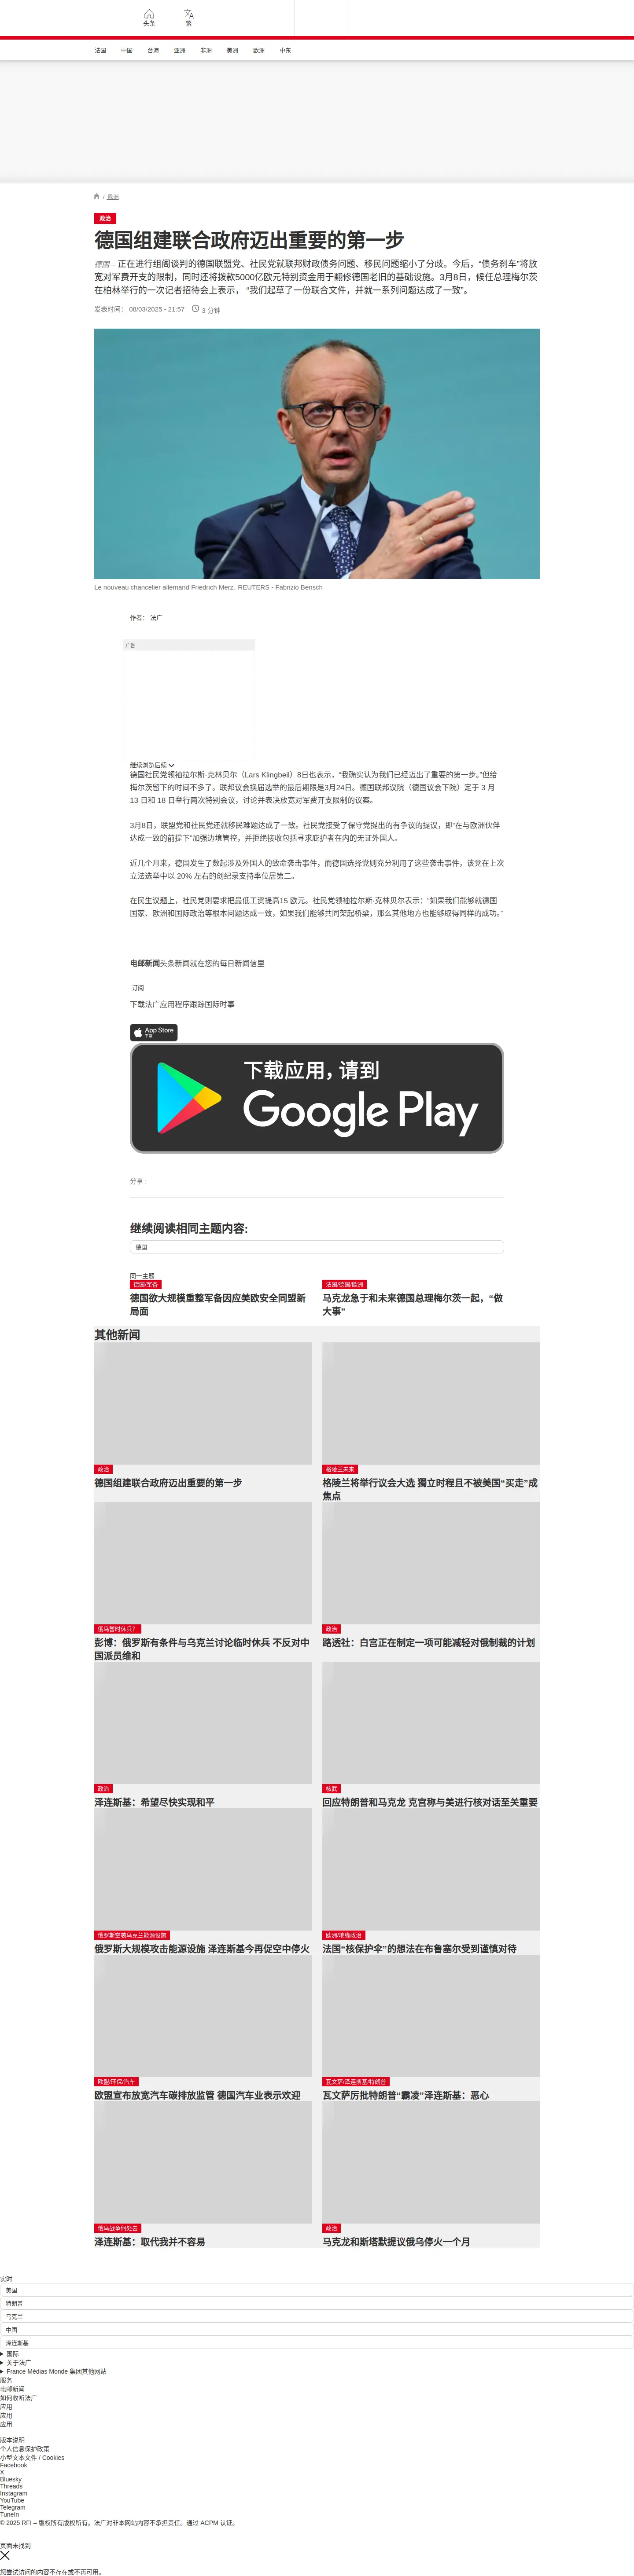 头条
繁
法国 中国 台海 亚洲 非洲 美洲 欧洲 中东
/ 欧洲
政治
德国组建联合政府迈出重要的第一步
德国 – 正在进行组阁谈判的德国联盟党、社民党就联邦财政债务问题、移民问题缩小了分歧。今后，“债务刹车”将放
宽对军费开支的限制，同时还将拨款5000亿欧元特别资金用于翻修德国老旧的基础设施。3月8日，候任总理梅尔茨
在柏林举行的一次记者招待会上表示， “我们起草了一份联合文件，并就一系列问题达成了一致”。
发表时间： 08/03/2025 - 21:57 3 分钟
Le nouveau chancelier allemand Friedrich Merz. REUTERS - Fabrizio Bensch
作者： 法广
广告
继续浏览后续
德国社民党领袖拉尔斯·克林贝尔（Lars Klingbeil）8日也表示，“我确实认为我们已经迈出了重要的第一步。”但给
梅尔茨留下的时间不多了。联邦议会换届选举的最后期限是3月24日。德国联邦议院（德国议会下院）定于 3 月
13 日和 18 日举行两次特别会议，讨论并表决放宽对军费开支限制的议案。
3月8日，联盟党和社民党还就移民难题达成了一致。社民党接受了保守党提出的有争议的提议，即“在与欧洲伙伴
达成一致的前提下”加强边境管控，并拒绝接收包括寻求庇护者在内的无证外国人。
近几个月来，德国发生了数起涉及外国人的致命袭击事件，而德国选择党则充分利用了这些袭击事件，该党在上次
立法选举中以 20% 左右的创纪录支持率位居第二。
在民生议题上，社民党则要求把最低工资提高15 欧元。社民党领袖拉尔斯·克林贝尔表示：“如果我们能够就德国
国家、欧洲和国际政治等根本问题达成一致，如果我们能够共同架起桥梁，那么其他地方也能够取得同样的成功。”
电邮新闻头条新闻就在您的每日新闻信里
订阅
下载法广应用程序跟踪国际时事
App Store
下载
下载应用，请到
Google Play
分享 :
继续阅读相同主题内容:
德国
同一主题
德国/军备
德国欲大规模重整军备因应美欧安全同盟新
局面
法国/德国/欧洲
马克龙急于和未来德国总理梅尔茨一起，“做
大事”
其他新闻
政治
德国组建联合政府迈出重要的第一步
格陵兰未来
格陵兰将举行议会大选 獨立时程且不被美国“买走”成
焦点
俄乌暂时休兵？
彭博：俄罗斯有条件与乌克兰讨论临时休兵 不反对中
国派员维和
政治
路透社：白宫正在制定一项可能减轻对俄制裁的计划
政治
泽连斯基：希望尽快实现和平
核武
回应特朗普和马克龙 克宫称与美进行核对话至关重要
俄罗斯空袭乌克兰能源设施
俄罗斯大规模攻击能源设施 泽连斯基今再促空中停火
欧洲/地缘政治
法国“核保护伞”的想法在布鲁塞尔受到谨慎对待
欧盟/环保/汽车
欧盟宣布放宽汽车碳排放监管 德国汽车业表示欢迎
瓦文萨/泽连斯基/特朗普
瓦文萨厉批特朗普“霸凌”泽连斯基：恶心
俄乌战争何处去
泽连斯基：取代我并不容易
政治
马克龙和斯塔默提议俄乌停火一个月
实时
美国
特朗普
乌克兰
中国
泽连斯基
国际
关于法广
France Médias Monde 集团其他网站
服务
电邮新闻
如何收听法广
应用
应用
应用
版本说明
个人信息保护政策
小型文本文件 / Cookies
Facebook
X
Bluesky
Threads
Instagram
YouTube
Telegram
TuneIn
© 2025 RFI – 版权所有版权所有。法广对非本网站内容不承担责任。通过 ACPM 认证。
页面未找到
您尝试访问的内容不存在或不再可用。